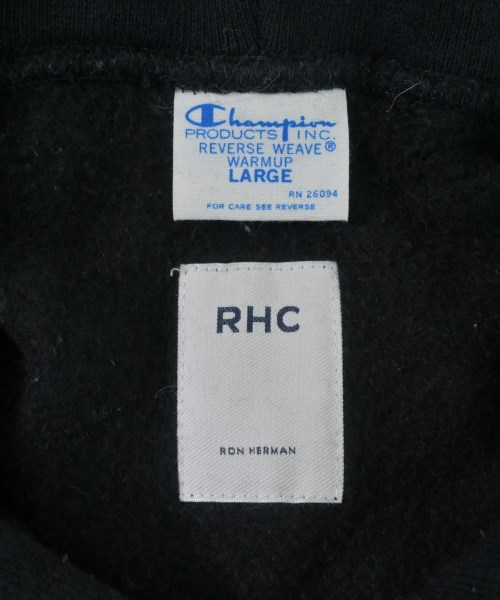 Champion
PRODUCTS INC.
REVERSE WEAVE®
WARMUP
LARGE
RN 26094
FOR CARE SEE REVERSE
RHC
RON HERMAN